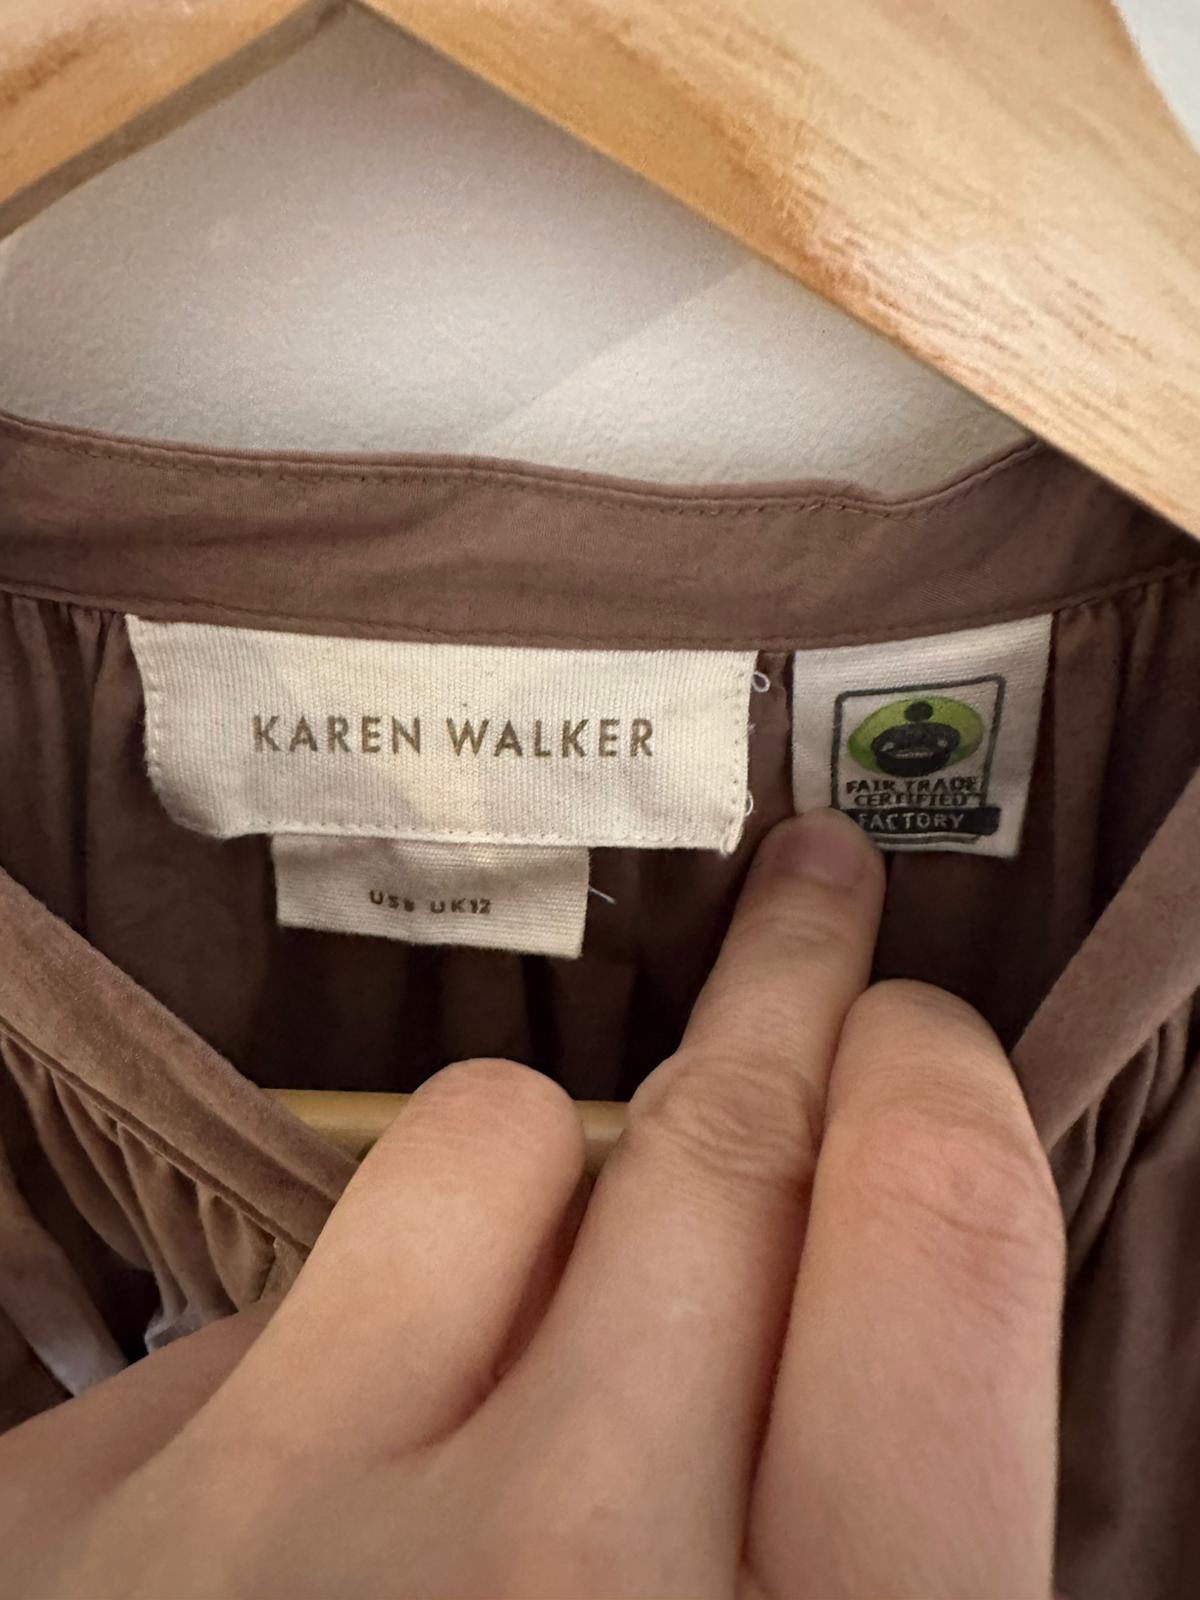 KAREN WALKER
US8 UK12
FAIR TRADE
CERTIFIED
FACTORY